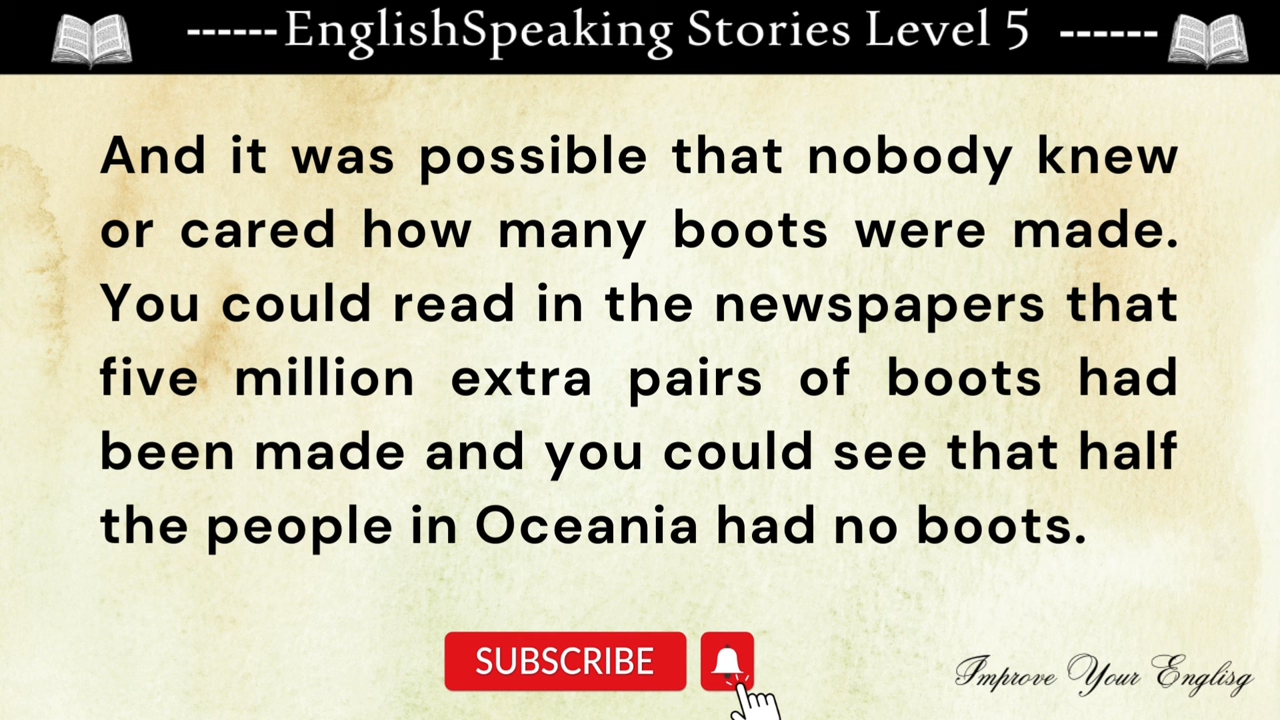 ------EnglishSpeaking Stories Level 5 ------
And it was possible that nobody knew
or cared how many boots were made.
You could read in the newspapers that
five million extra pairs of boots had
been made and you could see that half
the people in Oceania had no boots.
SUBSCRIBE
Improve Your Englisg